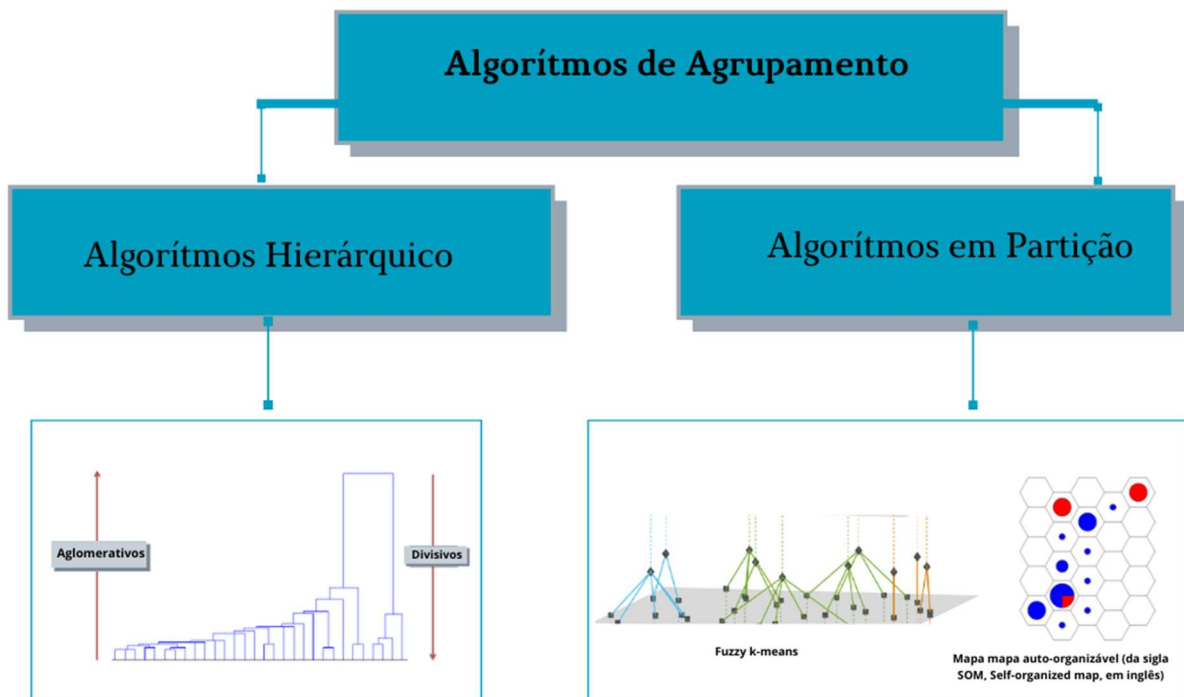 Algorítmos de Agrupamento
Algorítmos Hierárquico
Algorítmos em Partição
Aglomerativos
Divisivos
Fuzzy k-means
Mapa mapa auto-organizável (da sigla
SOM, Self-organized map, em inglês)